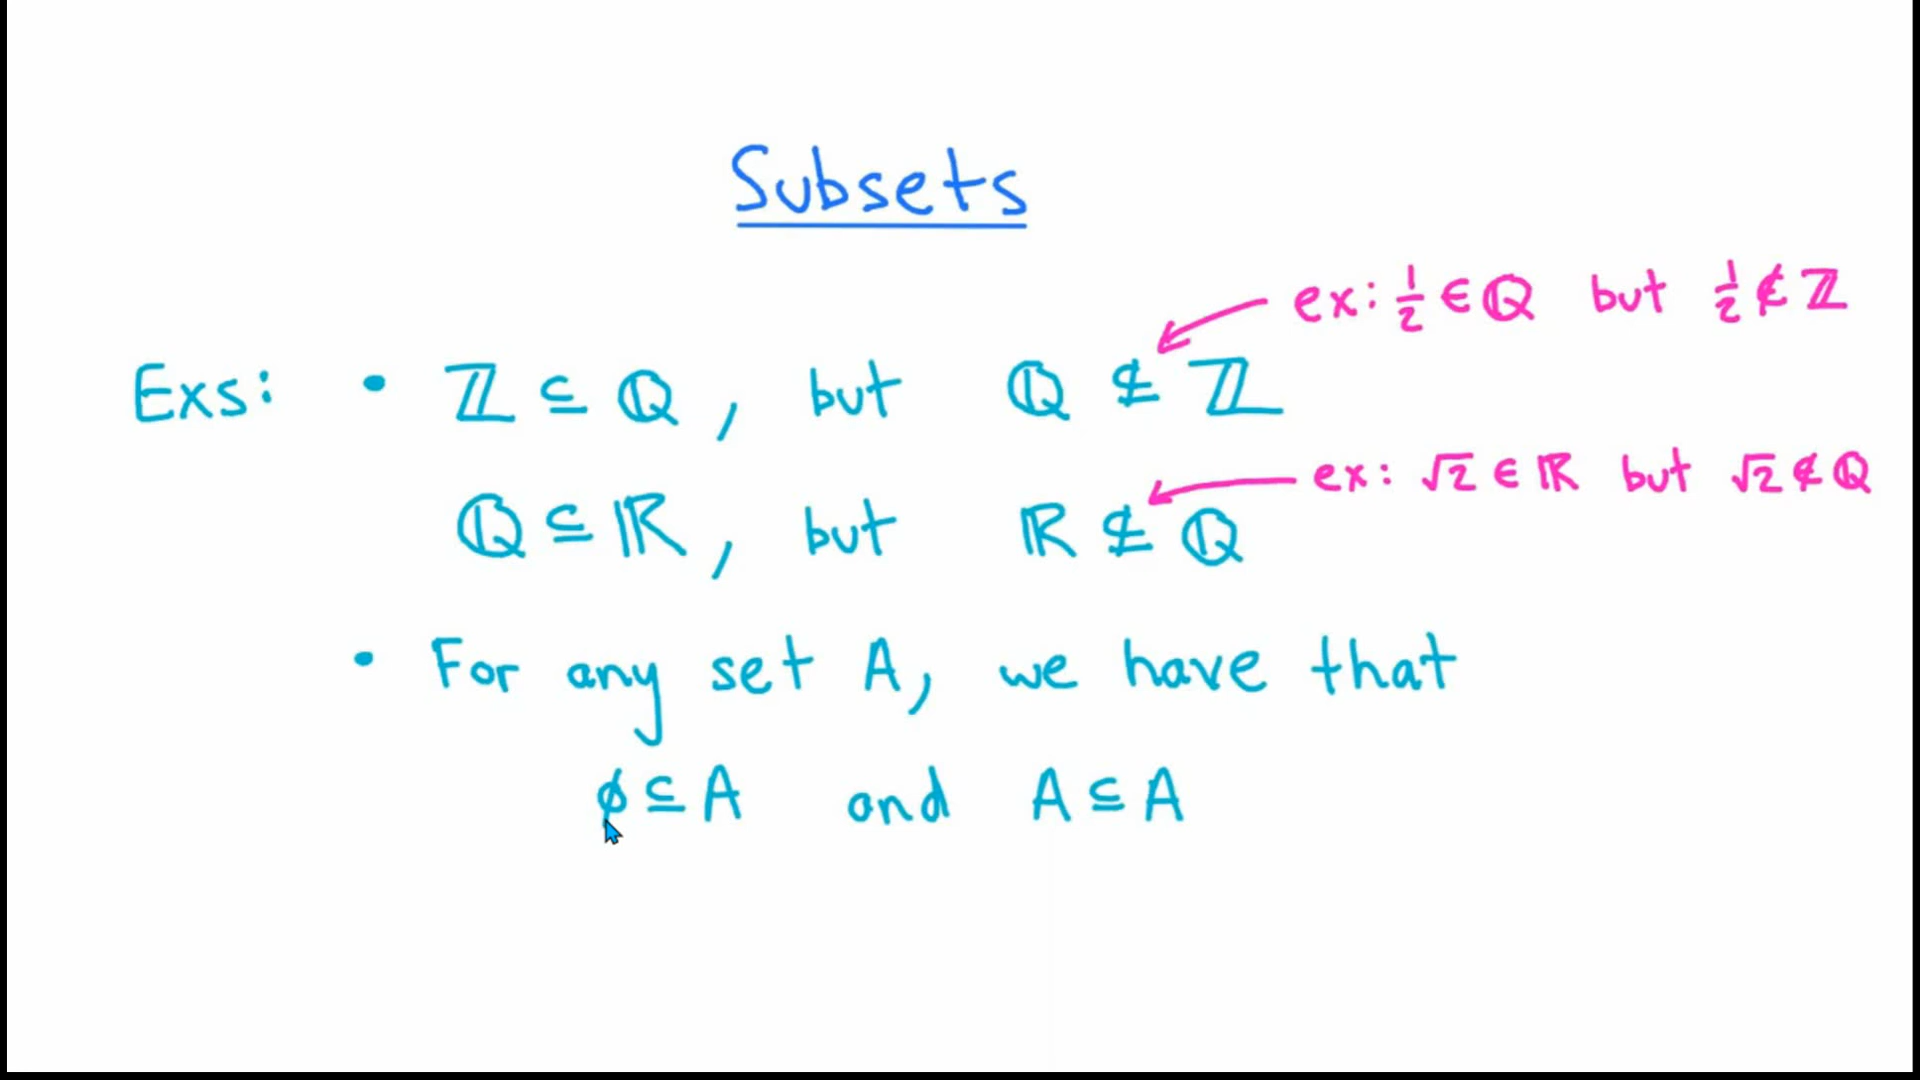 Subsets
ex: 1/2 ∈ ℚ but 1/2 ∉ ℤ
Exs: • ℤ ⊆ ℚ, but ℚ ⊈ ℤ
ex: √2 ∈ ℝ but √2 ∉ ℚ
ℚ ⊆ ℝ, but ℝ ⊈ ℚ
• For any set A, we have that
∅ ⊆ A and A ⊆ A